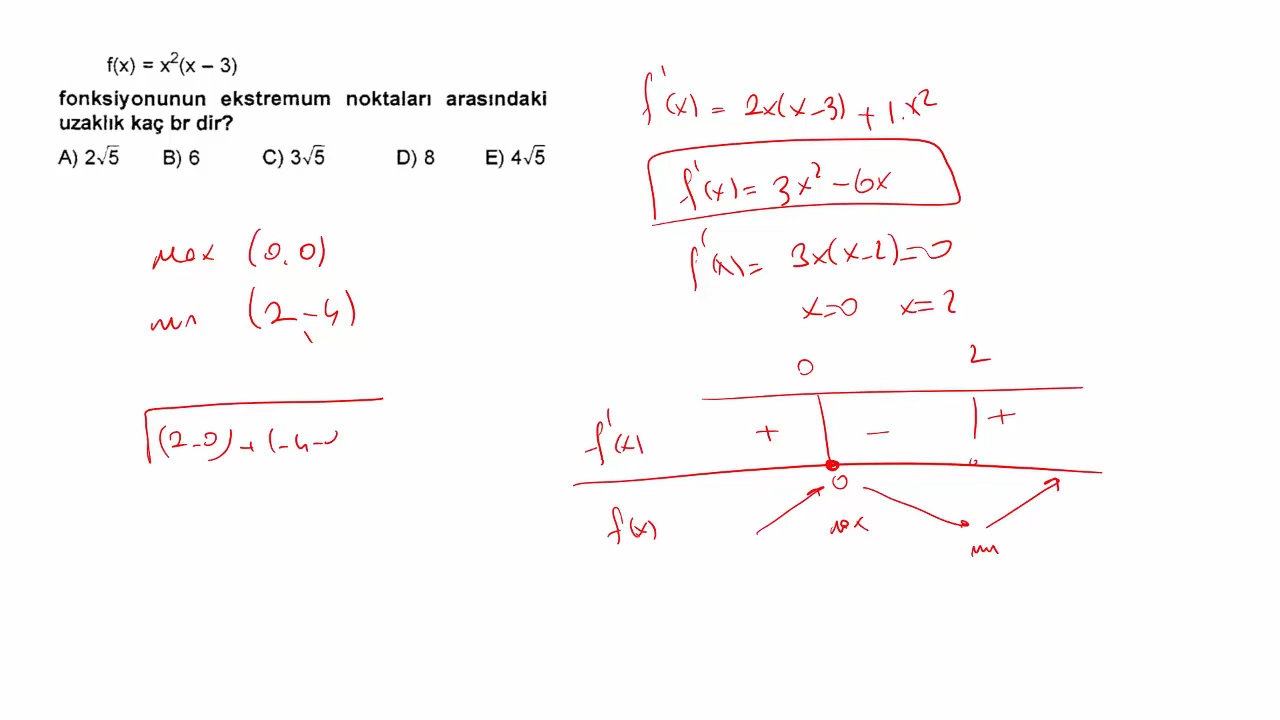 f(x) = x²(x – 3)
fonksiyonunun ekstremum noktaları arasındaki
uzaklık kaç br dir?
A) 2√5 B) 6 C) 3√5 D) 8 E) 4√5
max (0,0)
min (2,-4)
√(2-0)+(-4-0
f'(x) = 2x(x-3) + 1.x²
f'(x) = 3x² - 6x
f'(x) = 3x(x-2)=0
x=0 x=2
0 2
f'(x) + - +
0
f(x) max
min